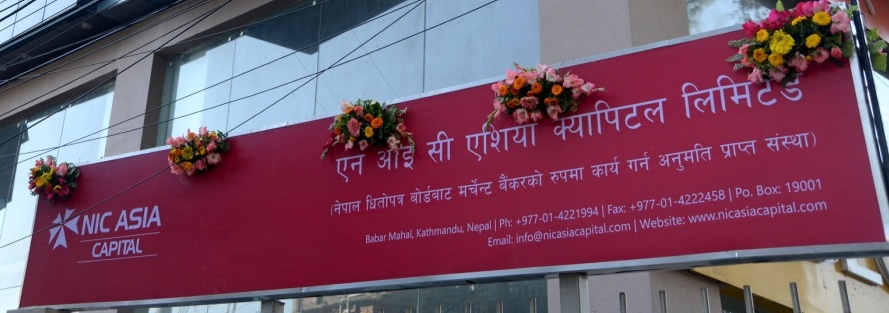 NIC ASIA
CAPITAL
एन आई सी एशिया क्यापिटल लिमिटेड
(नेपाल धितोपत्र बोर्डबाट मर्चेन्ट बैंकरको रुपमा कार्य गर्न अनुमति प्राप्त संस्था)
Babar Mahal, Kathmandu, Nepal | Ph: +977-01-4221994 | Fax: +977-01-4222458 | Po. Box: 19001
Email: info@nicasiacapital.com | Website: www.nicasiacapital.com